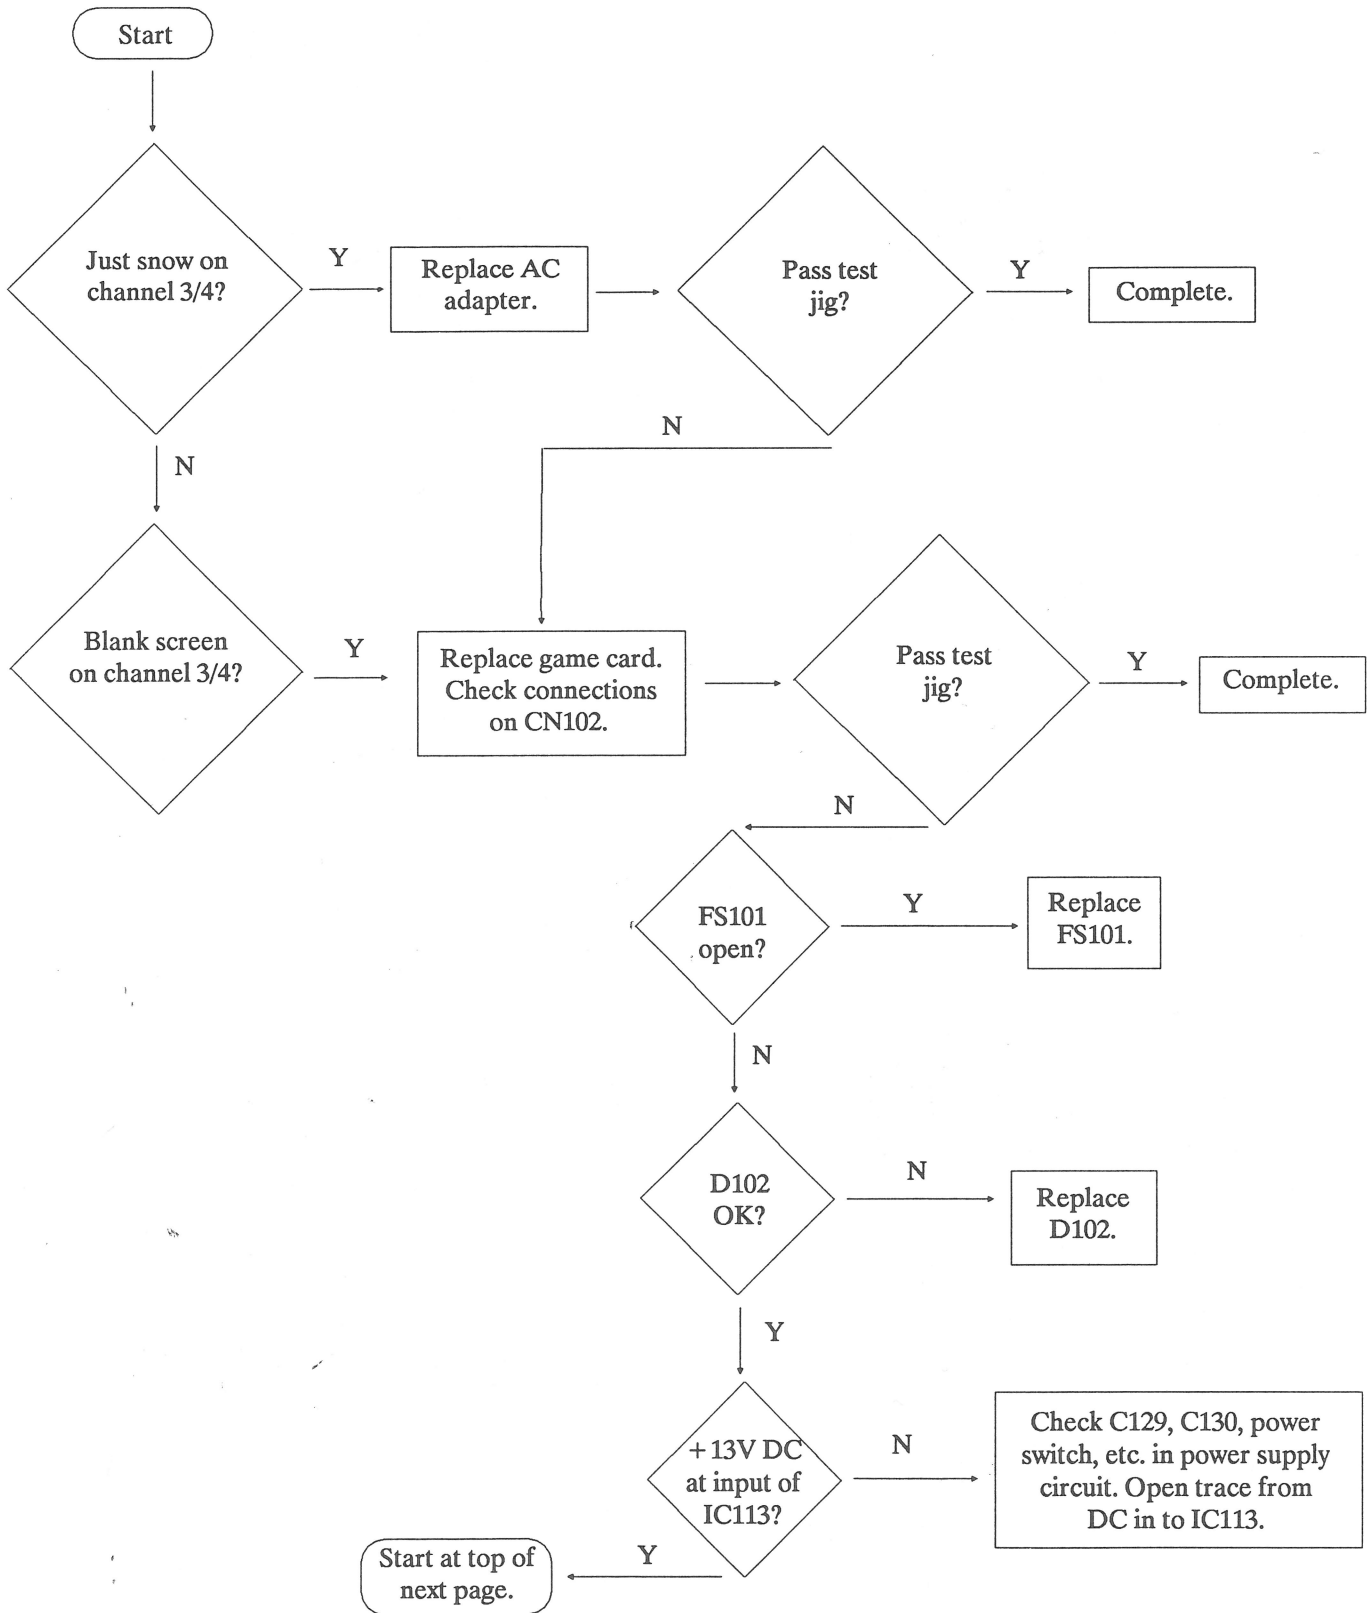 Start
Just snow on
channel 3/4?
Y
Replace AC
adapter.
Pass test
jig?
Y
Complete.
N
N
Blank screen
on channel 3/4?
Y
Replace game card.
Check connections
on CN102.
Pass test
jig?
Y
Complete.
N
FS101
open?
Y
Replace
FS101.
N
D102
OK?
N
Replace
D102.
Y
+13V DC
at input of
IC113?
N
Check C129, C130, power
switch, etc. in power supply
circuit. Open trace from
DC in to IC113.
Y
Start at top of
next page.